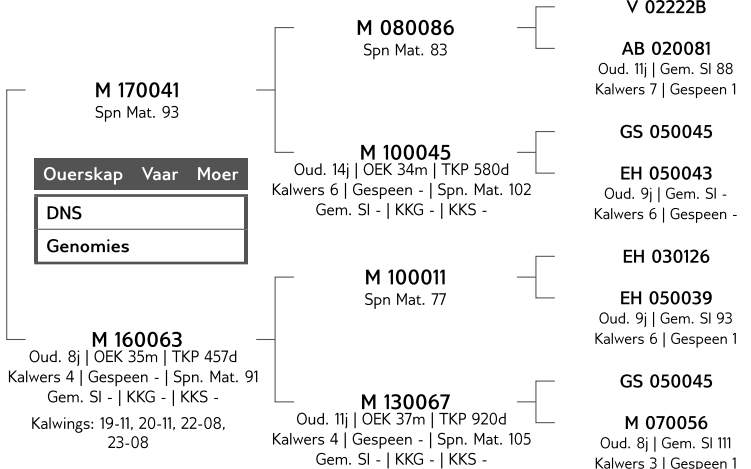 V 02222B
M 080086
Spn Mat. 83
AB 020081
Oud. 11j | Gem. SI 88
Kalwers 7 | Gespeen 1
M 170041
Spn Mat. 93
GS 050045
M 100045
Oud. 14j | OEK 34m | TKP 580d
Kalwers 6 | Gespeen - | Spn. Mat. 102
Gem. SI - | KKG - | KKS -
EH 050043
Oud. 9j | Gem. SI -
Kalwers 6 | Gespeen -
Ouerskap Vaar Moer
DNS
Genomies
EH 030126
M 100011
Spn Mat. 77
EH 050039
Oud. 9j | Gem. SI 93
Kalwers 6 | Gespeen 1
M 160063
Oud. 8j | OEK 35m | TKP 457d
Kalwers 4 | Gespeen - | Spn. Mat. 91
Gem. SI - | KKG - | KKS -
Kalwings: 19-11, 20-11, 22-08,
23-08
GS 050045
M 130067
Oud. 11j | OEK 37m | TKP 920d
Kalwers 4 | Gespeen - | Spn. Mat. 105
Gem. SI - | KKG - | KKS -
M 070056
Oud. 8j | Gem. SI 111
Kalwers 3 | Gespeen 1